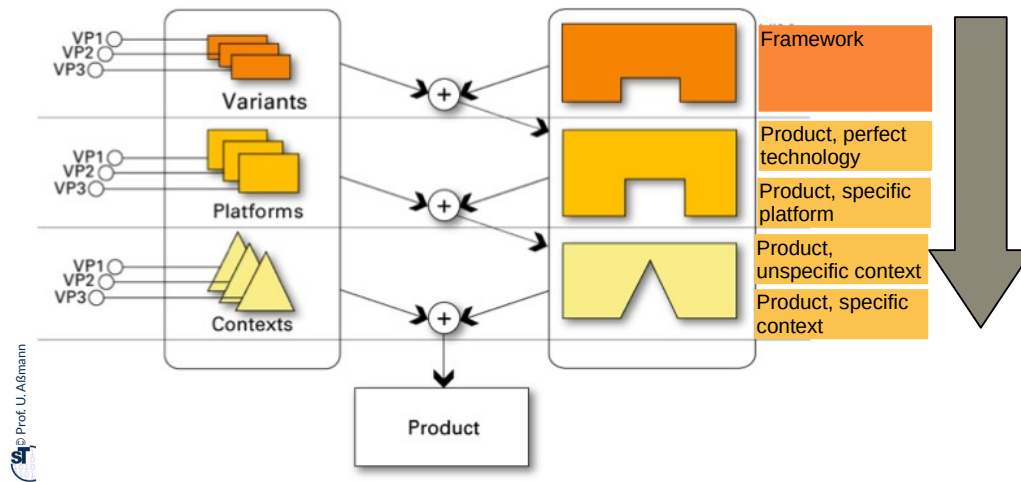 VP1
VP2
VP3
Variants
+
Framework
VP1
VP2
VP3
Platforms
+
Product, perfect
technology
Product, specific
platform
VP1
VP2
VP3
Contexts
+
Product,
unspecific context
Product, specific
context
Product
© Prof. U. Aßmann
ST